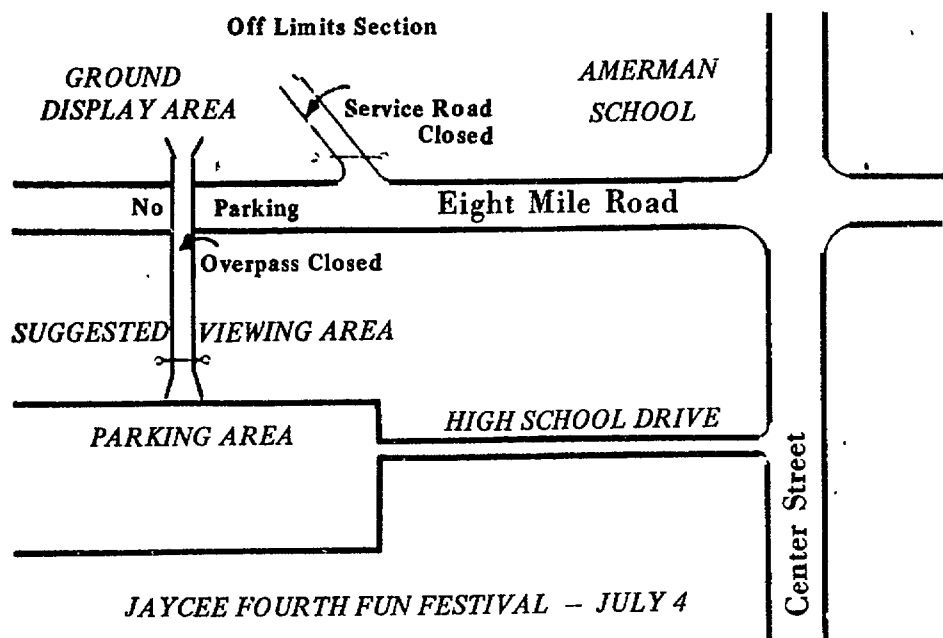 Off Limits Section
GROUND
DISPLAY AREA
AMERMAN
SCHOOL
Service Road
Closed
No Parking
Eight Mile Road
Overpass Closed
SUGGESTED VIEWING AREA
PARKING AREA
HIGH SCHOOL DRIVE
Center Street
JAYCEE FOURTH FUN FESTIVAL – JULY 4